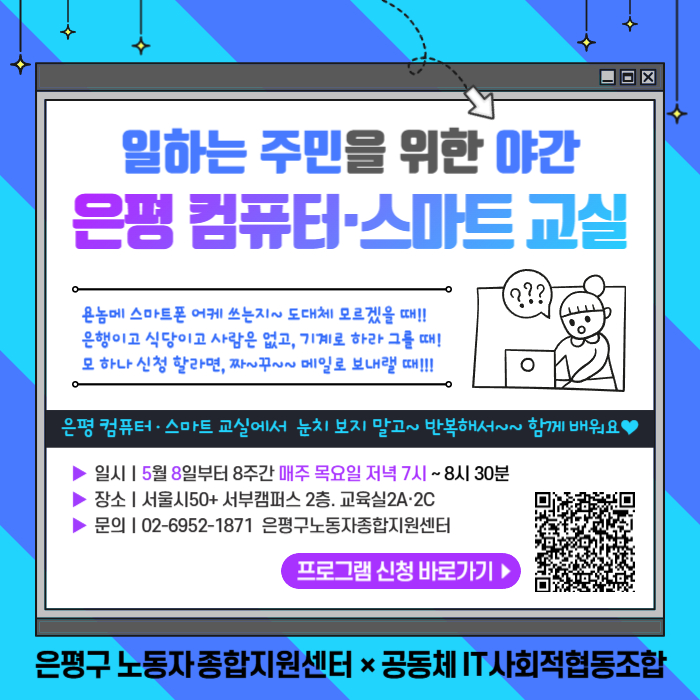 일하는 주민을 위한 야간
은평 컴퓨터·스마트 교실
욘놈메 스마트폰 어케 쓰는지~ 도대체 모르겠을 때!!
은행이고 식당이고 사람은 없고, 기계로 하라 그를 때!
모 하나 신청 할라면, 짜~꾸~~ 메일로 보내랠 때!!!
???
은평 컴퓨터·스마트 교실에서 눈치 보지 말고~ 반복해서~~ 함께 배워요♥
▶ 일시 | 5월 8일부터 8주간 매주 목요일 저녁 7시 ~ 8시 30분
▶ 장소 | 서울시50+ 서부캠퍼스 2층. 교육실2A·2C
▶ 문의 | 02-6952-1871 은평구노동자종합지원센터
프로그램 신청 바로가기 ▶
은평구 노동자종합지원센터 × 공동체 IT사회적협동조합